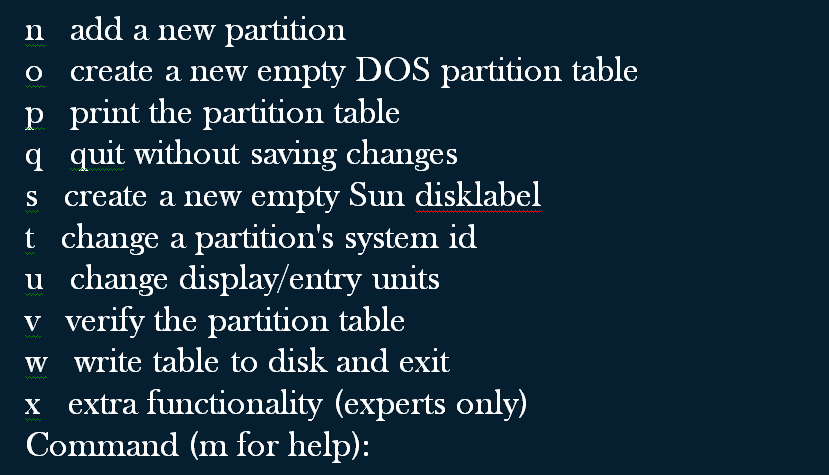 n   add a new partition
o   create a new empty DOS partition table
p   print the partition table
q   quit without saving changes
s   create a new empty Sun disklabel
t   change a partition's system id
u   change display/entry units
v   verify the partition table
w   write table to disk and exit
x   extra functionality (experts only)
Command (m for help):